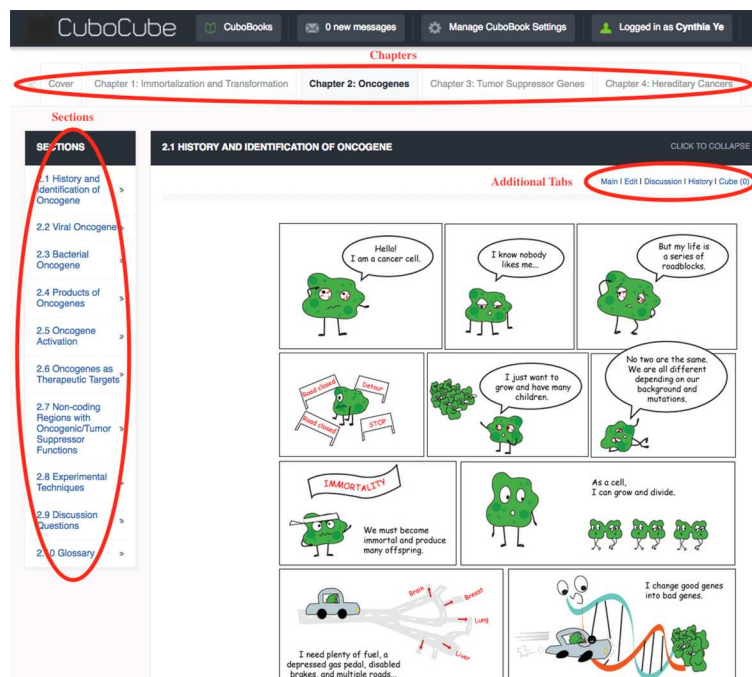 CuboCube
CuboBooks
0 new messages
Manage CuboBook Settings
Logged in as Cynthia Ye
Chapters
Cover
Chapter 1: Immortalization and Transformation
Chapter 2: Oncogenes
Chapter 3: Tumor Suppressor Genes
Chapter 4: Hereditary Cancers
Sections
SECTIONS
2.1 History and
Identification of
Oncogene
»
2.2 Viral Oncogene
»
2.3 Bacterial
Oncogene
»
2.4 Products of
Oncogenes
»
2.5 Oncogene
Activation
»
2.6 Oncogenes as
Therapeutic Targets
»
2.7 Non-coding
Regions with
Oncogenic/Tumor
Suppressor
Functions
»
2.8 Experimental
Techniques
»
2.9 Discussion
Questions
»
2.10 Glossary
»
2.1 HISTORY AND IDENTIFICATION OF ONCOGENE
CLICK TO COLLAPSE
Additional Tabs
Main I Edit I Discussion I History I Cube (0)
Hello!
I am a cancer cell.
I know nobody
likes me...
But my life is
a series of
roadblocks.
Road closed
Detour
Road closed
STOP
I just want to
grow and have many
children.
No two are the same.
We are all different
depending on our
background and
mutations.
IMMORTALITY
We must become
immortal and produce
many offspring.
As a cell,
I can grow and divide.
Brain
Breast
Lung
Liver
I need plenty of fuel, a
depressed gas pedal, disabled
brakes, and multiple roads...
I change good genes
into bad genes.